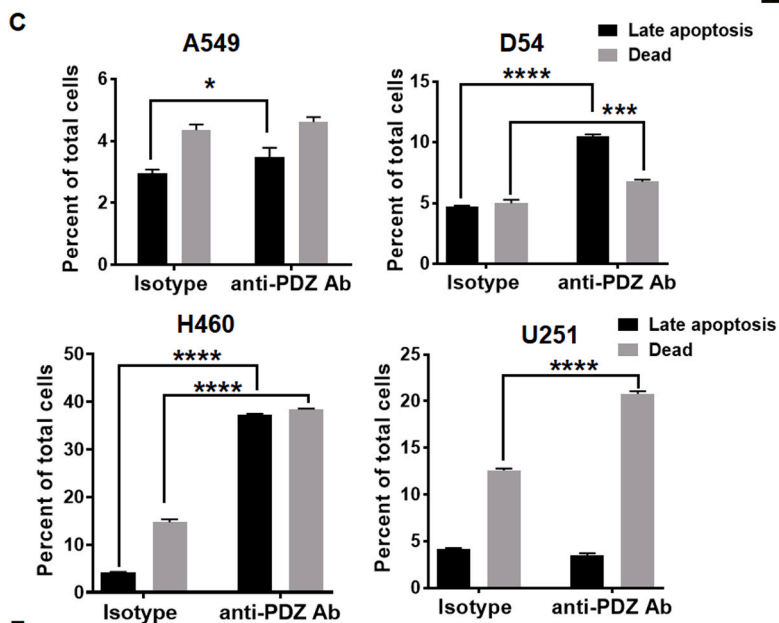 C
A549
Percent of total cells
6
4
2
0
*
Isotype anti-PDZ Ab
D54
Late apoptosis
Dead
Percent of total cells
15
10
5
0
****
***
Isotype anti-PDZ Ab
H460
Percent of total cells
50
40
30
20
10
0
****
****
Isotype anti-PDZ Ab
U251
Late apoptosis
Dead
Percent of total cells
25
20
15
10
5
0
****
Isotype anti-PDZ Ab